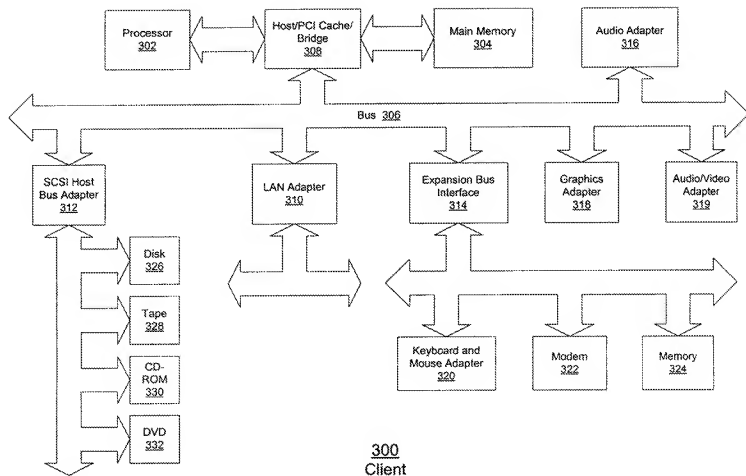 Processor
302
Host/PCI Cache/
Bridge
308
Main Memory
304
Audio Adapter
316
Bus 306
SCSI Host
Bus Adapter
312
LAN Adapter
310
Expansion Bus
Interface
314
Graphics
Adapter
318
Audio/Video
Adapter
319
Disk
326
Tape
328
CD-
ROM
330
DVD
332
Keyboard and
Mouse Adapter
320
Modem
322
Memory
324
300
Client